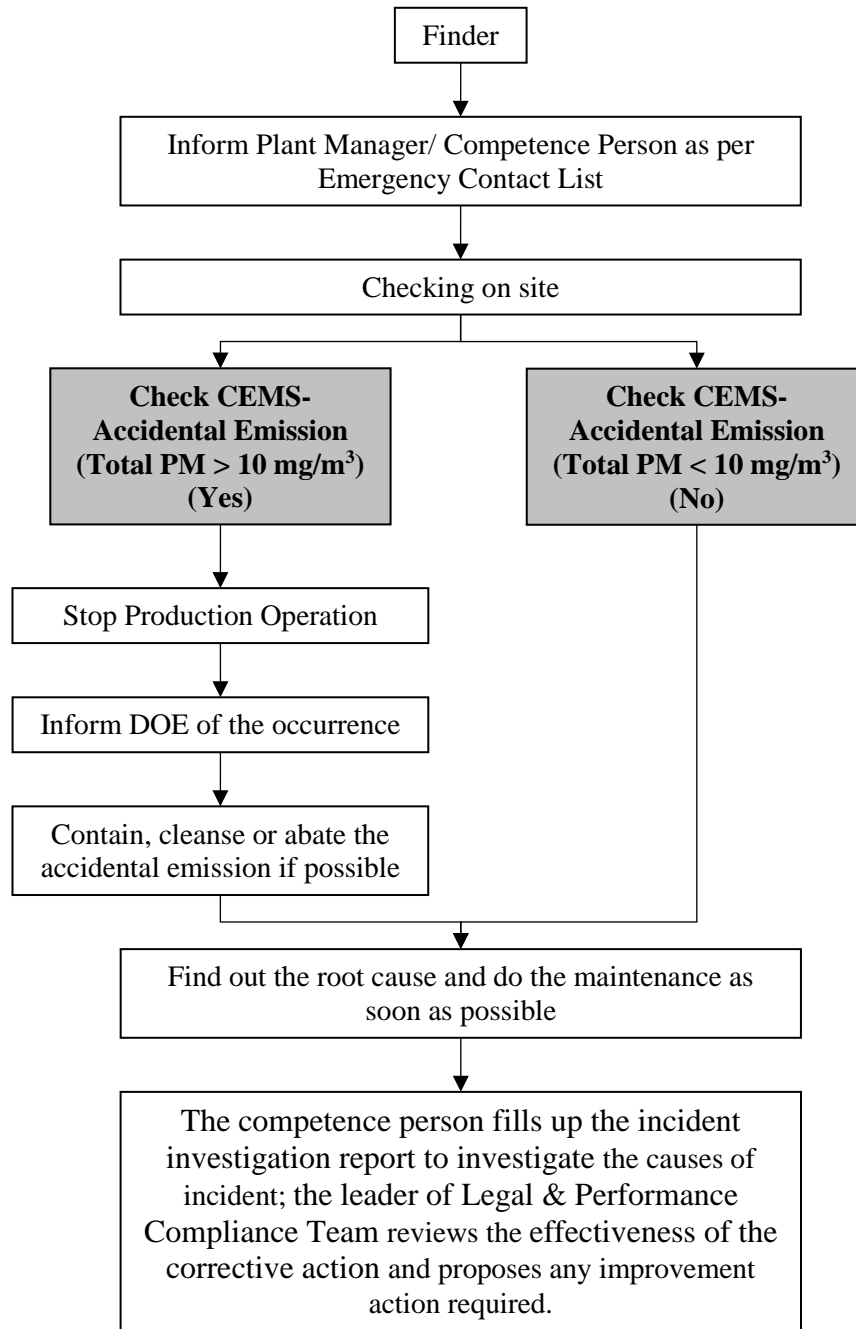 Finder
Inform Plant Manager/ Competence Person as per
Emergency Contact List
Checking on site
Check CEMS-
Accidental Emission
(Total PM > 10 mg/m³)
(Yes)
Check CEMS-
Accidental Emission
(Total PM < 10 mg/m³)
(No)
Stop Production Operation
Inform DOE of the occurrence
Contain, cleanse or abate the
accidental emission if possible
Find out the root cause and do the maintenance as
soon as possible
The competence person fills up the incident
investigation report to investigate the causes of
incident; the leader of Legal & Performance
Compliance Team reviews the effectiveness of the
corrective action and proposes any improvement
action required.